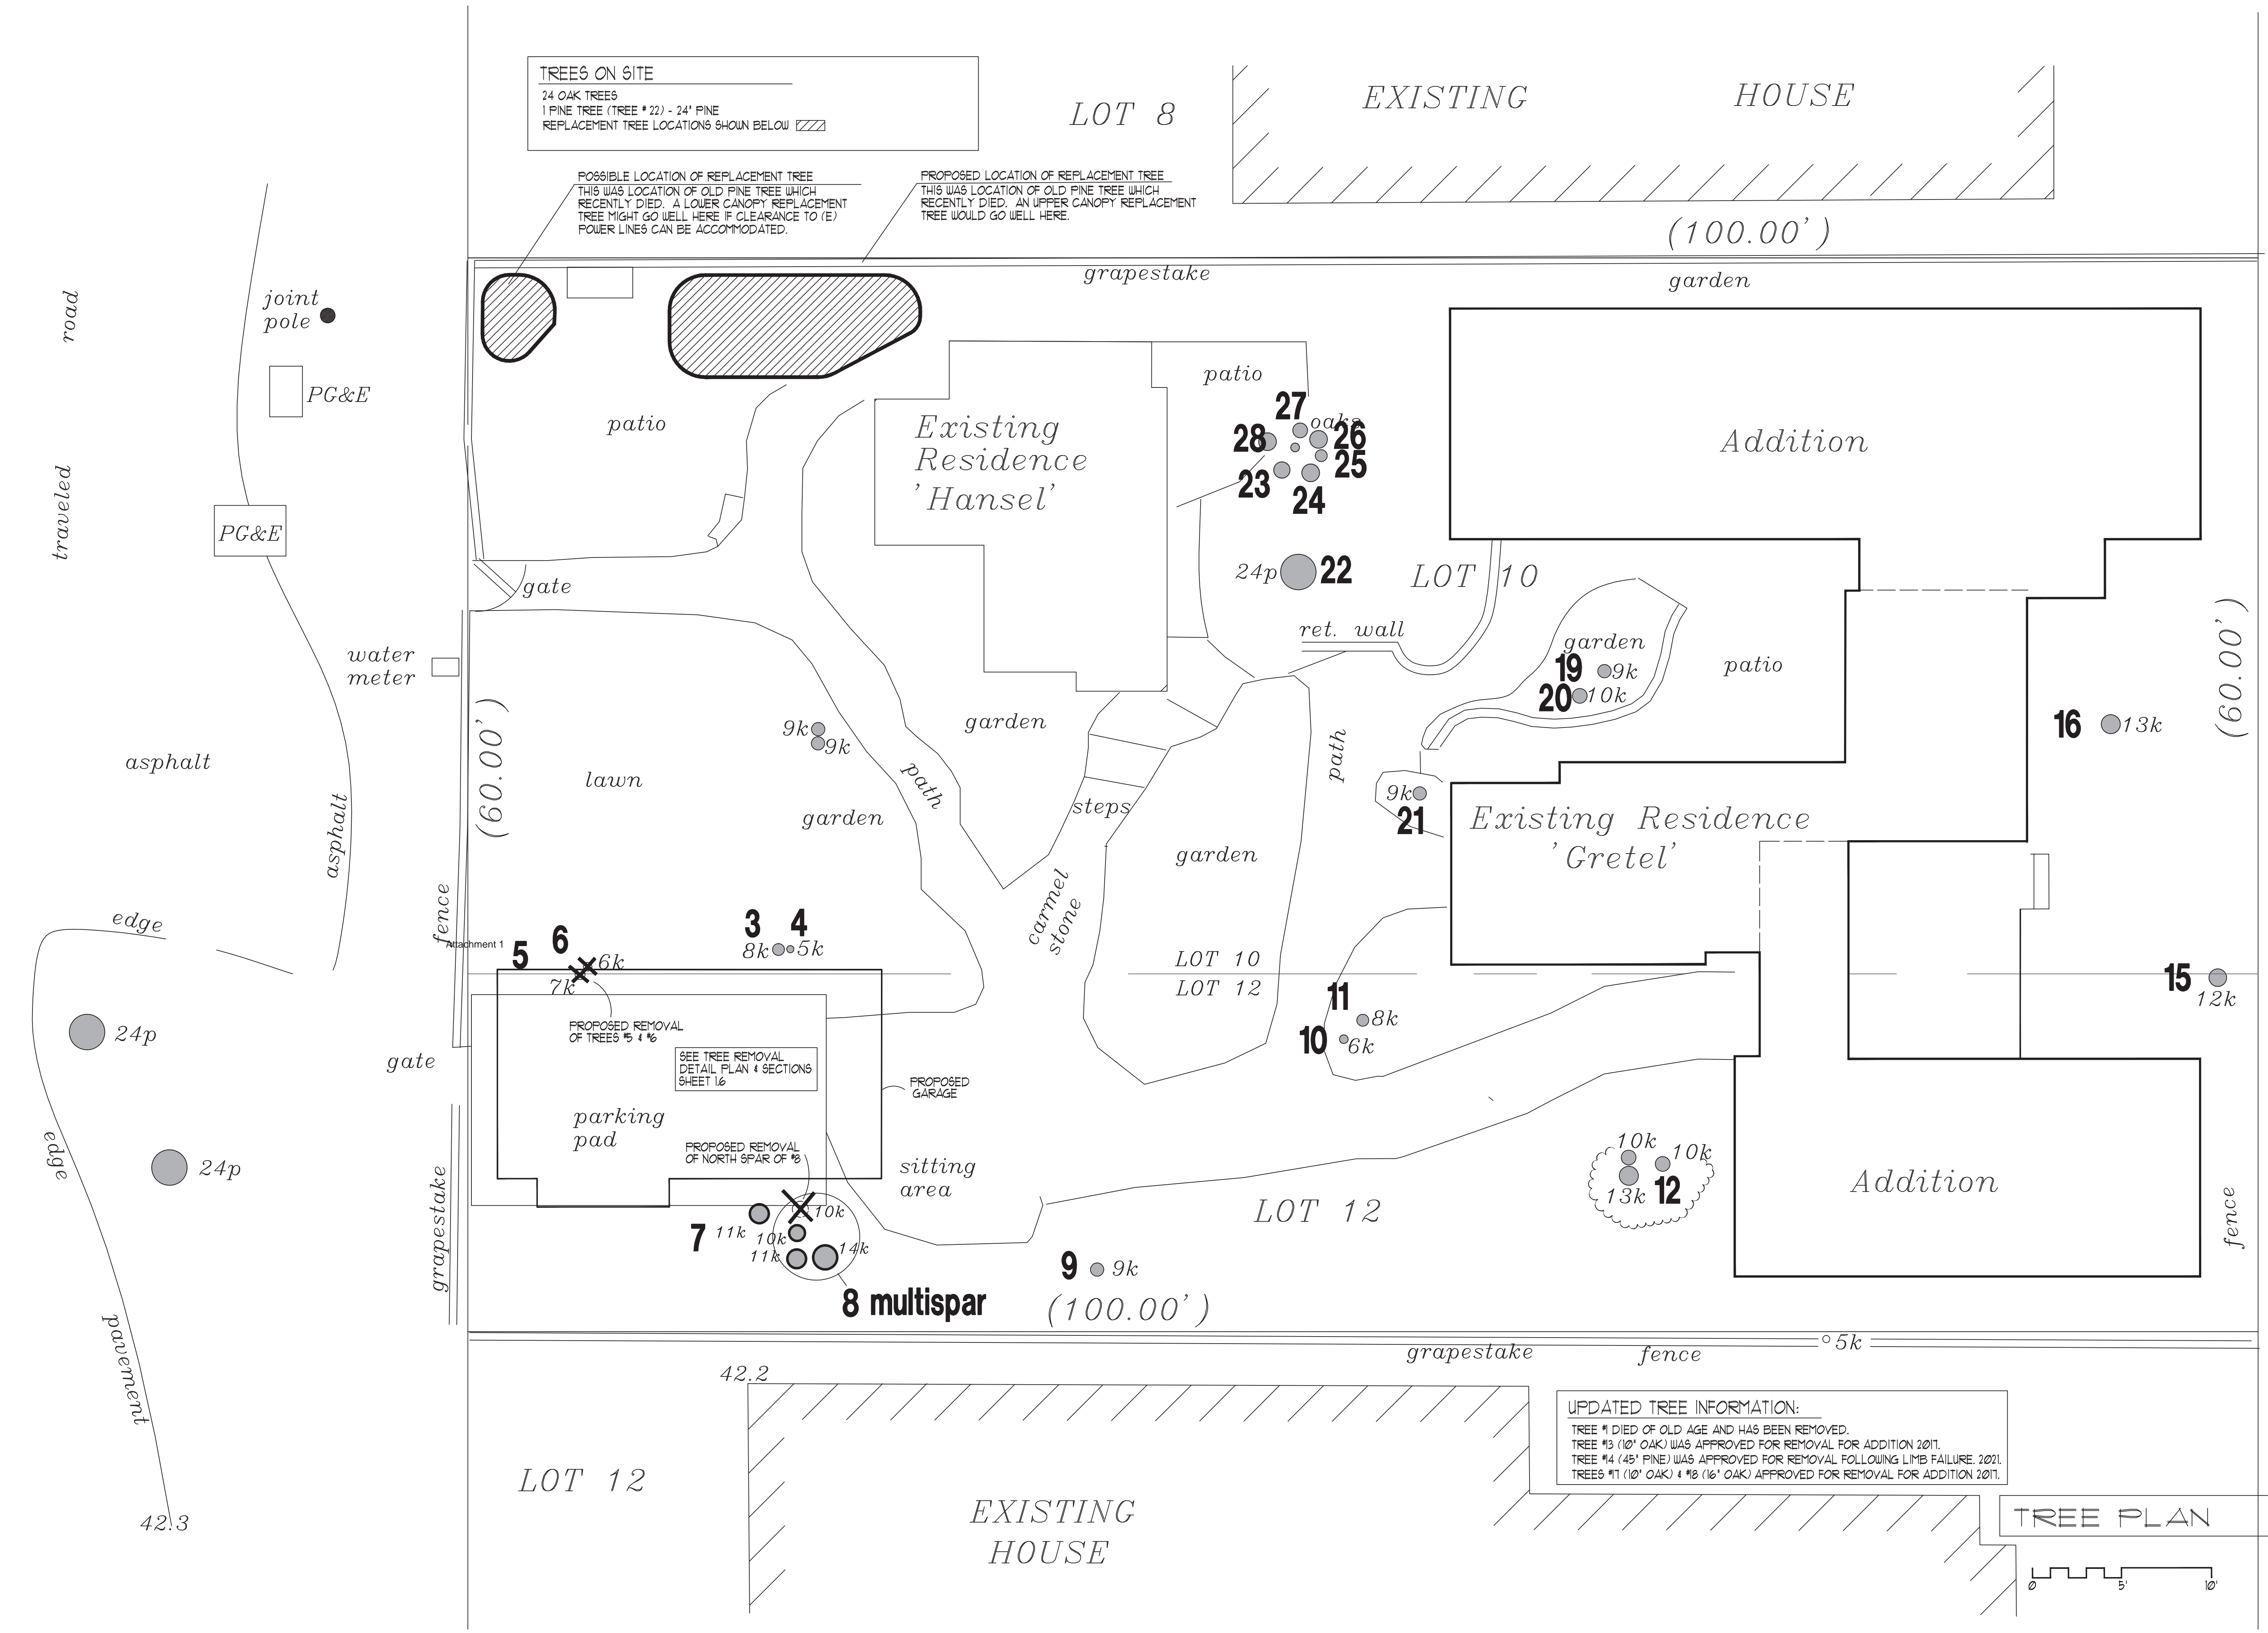 TREES ON SITE
24 OAK TREES
1 PINE TREE (TREE # 22) - 24" PINE
REPLACEMENT TREE LOCATIONS SHOWN BELOW
LOT 8
EXISTING HOUSE
POSSIBLE LOCATION OF REPLACEMENT TREE
THIS WAS LOCATION OF OLD PINE TREE WHICH
RECENTLY DIED. A LOWER CANOPY REPLACEMENT
TREE MIGHT GO WELL HERE IF CLEARANCE TO (E)
POWER LINES CAN BE ACCOMMODATED.
PROPOSED LOCATION OF REPLACEMENT TREE
THIS WAS LOCATION OF OLD PINE TREE WHICH
RECENTLY DIED. AN UPPER CANOPY REPLACEMENT
TREE WOULD GO WELL HERE.
(100.00')
grapestake
garden
joint
pole
road
PG&E
patio
patio
Existing
Residence
'Hansel'
27
oaks
28
26
25
23
24
Addition
traveled
PG&E
gate
24p
22
LOT 10
ret. wall
garden
19
9k
20
10k
patio
(60.00')
water
meter
(60.00')
9k
9k
garden
path
path
16
13k
asphalt
asphalt
lawn
garden
steps
9k
21
Existing Residence
'Gretel'
garden
carmel
stone
edge
fence
Attachment 1
5
6
6k
7k
3
4
8k
5k
LOT 10
LOT 12
15
12k
11
8k
10
6k
24p
PROPOSED REMOVAL
OF TREES #5 & #6
SEE TREE REMOVAL
DETAIL PLAN & SECTIONS
SHEET 1.6
PROPOSED
GARAGE
gate
parking
pad
PROPOSED REMOVAL
OF NORTH SPAR OF #8
sitting
area
edge
24p
10k
10k
13k
12
Addition
LOT 12
grapestake
fence
7
11k
10k
10k
11k
14k
8 multispar
9
9k
(100.00')
pavement
5k
grapestake
fence
42.2
UPDATED TREE INFORMATION:
TREE #1 DIED OF OLD AGE AND HAS BEEN REMOVED.
TREE #13 (10" OAK) WAS APPROVED FOR REMOVAL FOR ADDITION 2017.
TREE #14 (45" PINE) WAS APPROVED FOR REMOVAL FOLLOWING LIMB FAILURE. 2021.
TREES #17 (10" OAK) & #18 (16" OAK) APPROVED FOR REMOVAL FOR ADDITION 2017.
LOT 12
EXISTING
HOUSE
42.3
TREE PLAN
0 5' 10'